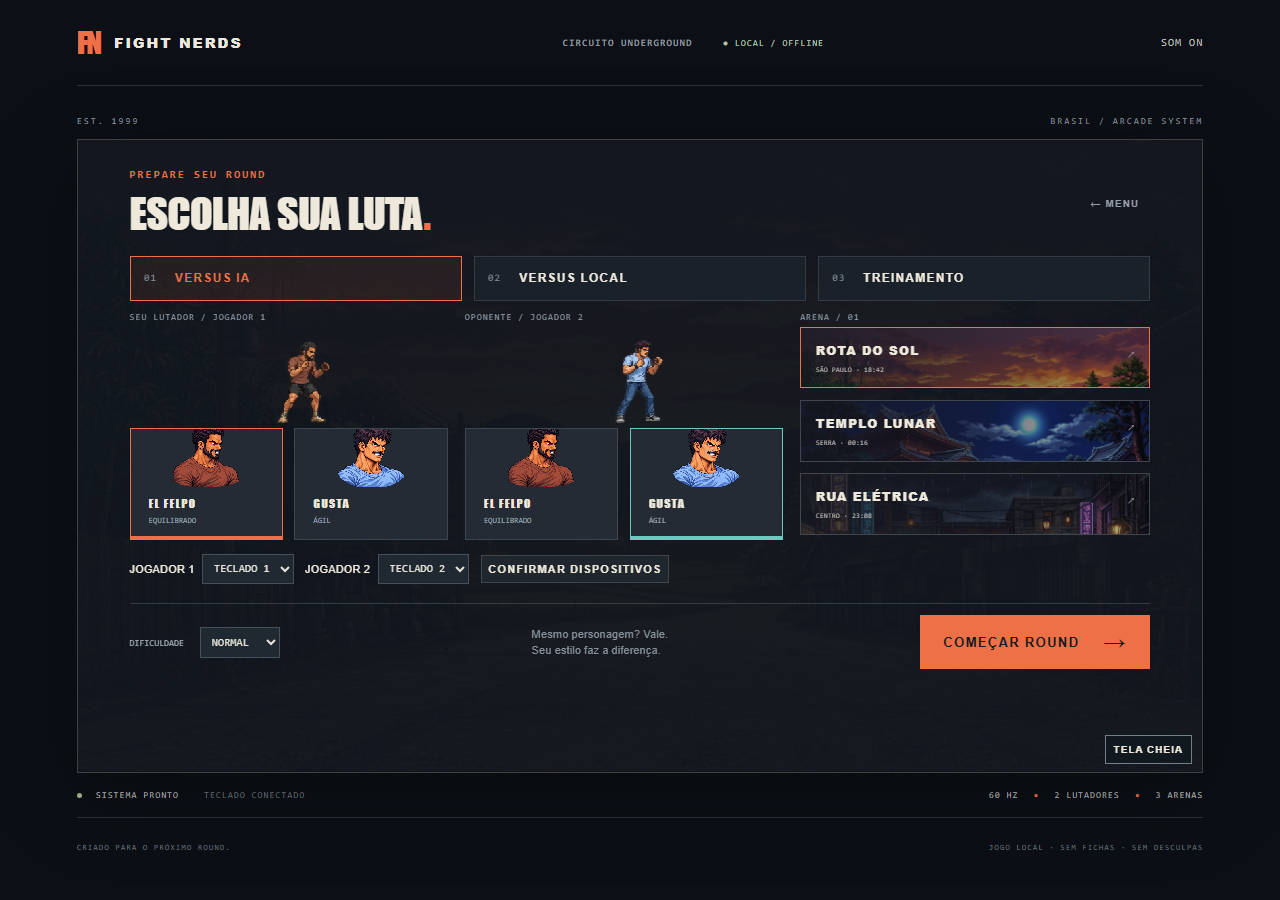 FN FIGHT NERDS
CIRCUITO UNDERGROUND
LOCAL / OFFLINE
SOM ON
EST. 1999
BRASIL / ARCADE SYSTEM
PREPARE SEU ROUND
ESCOLHA SUA LUTA.
← MENU
01 VERSUS IA
02 VERSUS LOCAL
03 TREINAMENTO
SEU LUTADOR / JOGADOR 1
OPONENTE / JOGADOR 2
ARENA / 01
ROTA DO SOL
SÃO PAULO · 18:42
TEMPLO LUNAR
SERRA · 00:16
RUA ELÉTRICA
CENTRO · 23:08
EL FELPO
EQUILIBRADO
GUSTA
ÁGIL
EL FELPO
EQUILIBRADO
GUSTA
ÁGIL
JOGADOR 1 TECLADO 1 JOGADOR 2 TECLADO 2 CONFIRMAR DISPOSITIVOS
DIFICULDADE NORMAL
Mesmo personagem? Vale.
Seu estilo faz a diferença.
COMEÇAR ROUND →
TELA CHEIA
SISTEMA PRONTO TECLADO CONECTADO
60 HZ • 2 LUTADORES • 3 ARENAS
CRIADO PARA O PRÓXIMO ROUND.
JOGO LOCAL · SEM FICHAS · SEM DESCULPAS